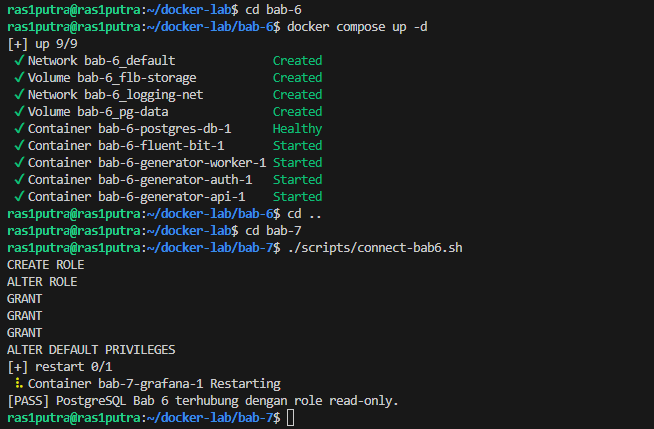 ras1putra@ras1putra:~/docker-lab$ cd bab-6
ras1putra@ras1putra:~/docker-lab/bab-6$ docker compose up -d
[+] up 9/9
✓ Network bab-6_default Created
✓ Volume bab-6_flb-storage Created
✓ Network bab-6_logging-net Created
✓ Volume bab-6_pg-data Created
✓ Container bab-6-postgres-db-1 Healthy
✓ Container bab-6-fluent-bit-1 Started
✓ Container bab-6-generator-worker-1 Started
✓ Container bab-6-generator-auth-1 Started
✓ Container bab-6-generator-api-1 Started
ras1putra@ras1putra:~/docker-lab/bab-6$ cd ..
ras1putra@ras1putra:~/docker-lab$ cd bab-7
ras1putra@ras1putra:~/docker-lab/bab-7$ ./scripts/connect-bab6.sh
CREATE ROLE
ALTER ROLE
GRANT
GRANT
GRANT
ALTER DEFAULT PRIVILEGES
[+] restart 0/1
⠧ Container bab-7-grafana-1 Restarting
[PASS] PostgreSQL Bab 6 terhubung dengan role read-only.
ras1putra@ras1putra:~/docker-lab/bab-7$